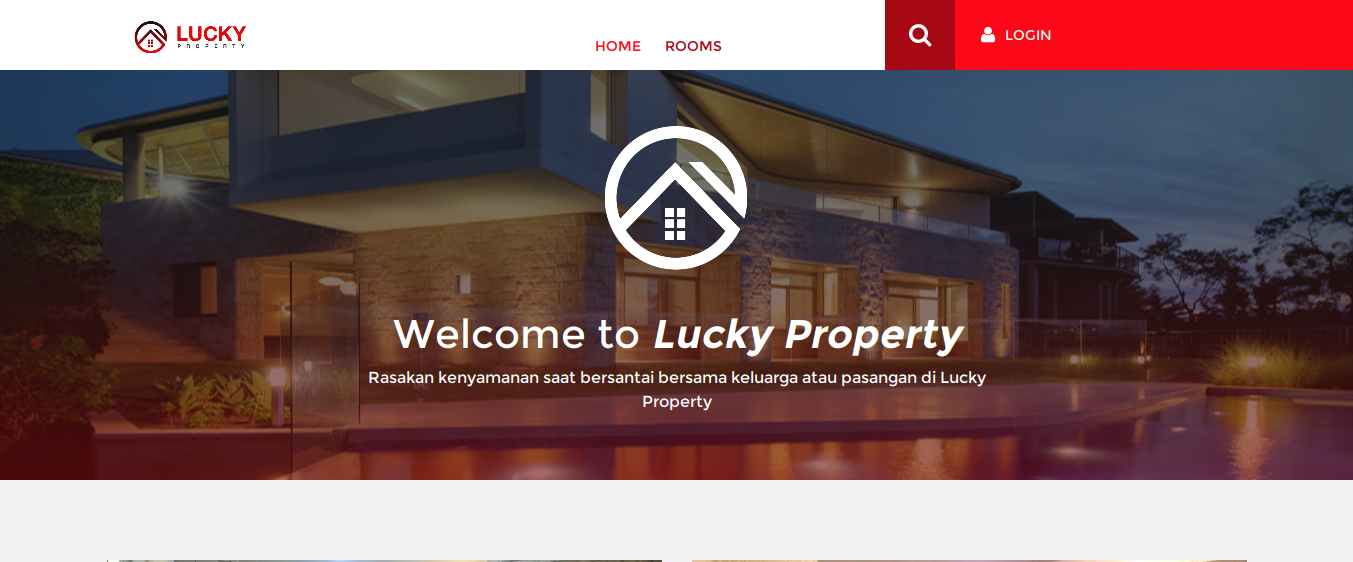 LUCKY
PROPERTY
HOME
ROOMS
LOGIN
Welcome to Lucky Property
Rasakan kenyamanan saat bersantai bersama keluarga atau pasangan di Lucky
Property